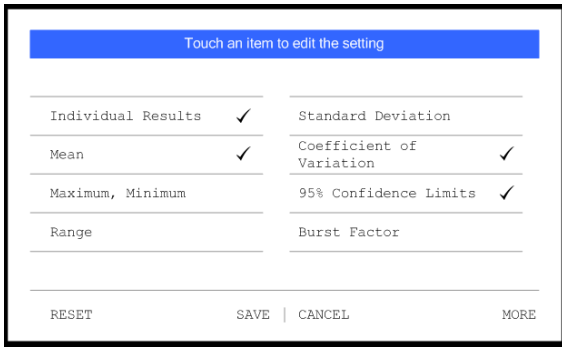 Touch an item to edit the setting
Individual Results ✓ Standard Deviation
Mean ✓ Coefficient of
Variation ✓
Maximum, Minimum 95% Confidence Limits ✓
Range Burst Factor
RESET SAVE | CANCEL MORE